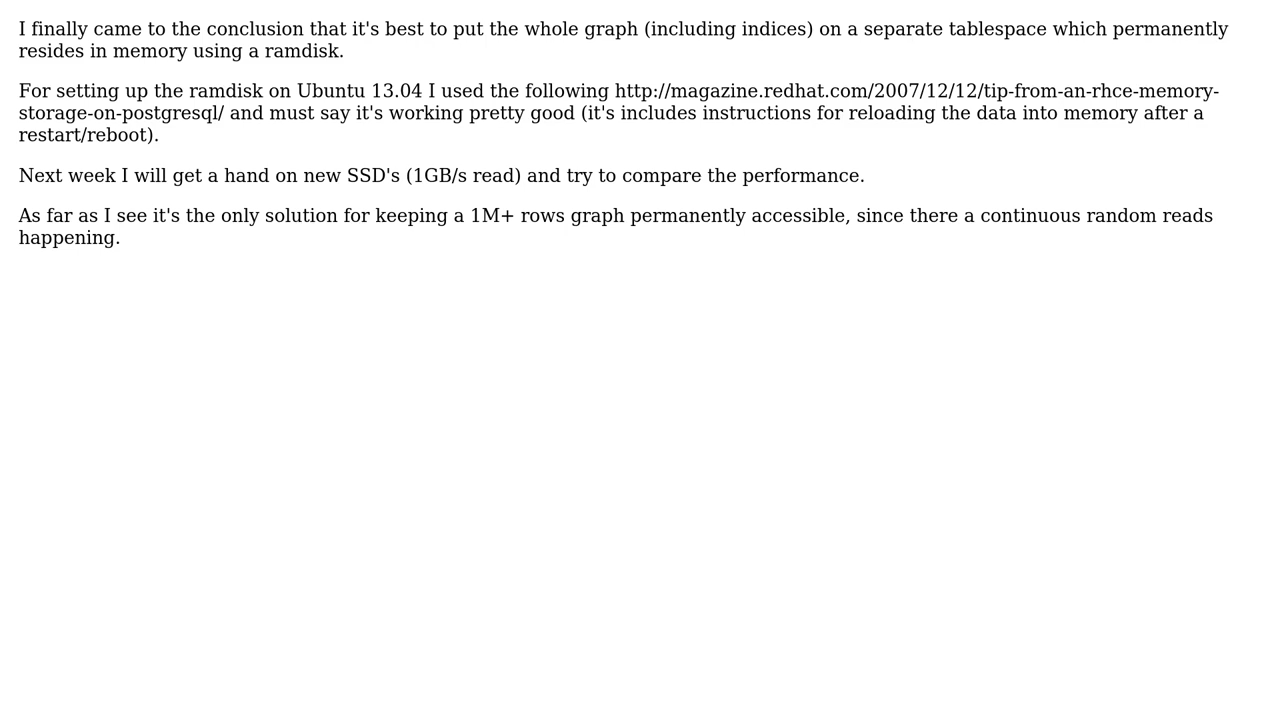 I finally came to the conclusion that it's best to put the whole graph (including indices) on a separate tablespace which permanently
resides in memory using a ramdisk.
For setting up the ramdisk on Ubuntu 13.04 I used the following http://magazine.redhat.com/2007/12/12/tip-from-an-rhce-memory-
storage-on-postgresql/ and must say it's working pretty good (it's includes instructions for reloading the data into memory after a
restart/reboot).
Next week I will get a hand on new SSD's (1GB/s read) and try to compare the performance.
As far as I see it's the only solution for keeping a 1M+ rows graph permanently accessible, since there a continuous random reads
happening.